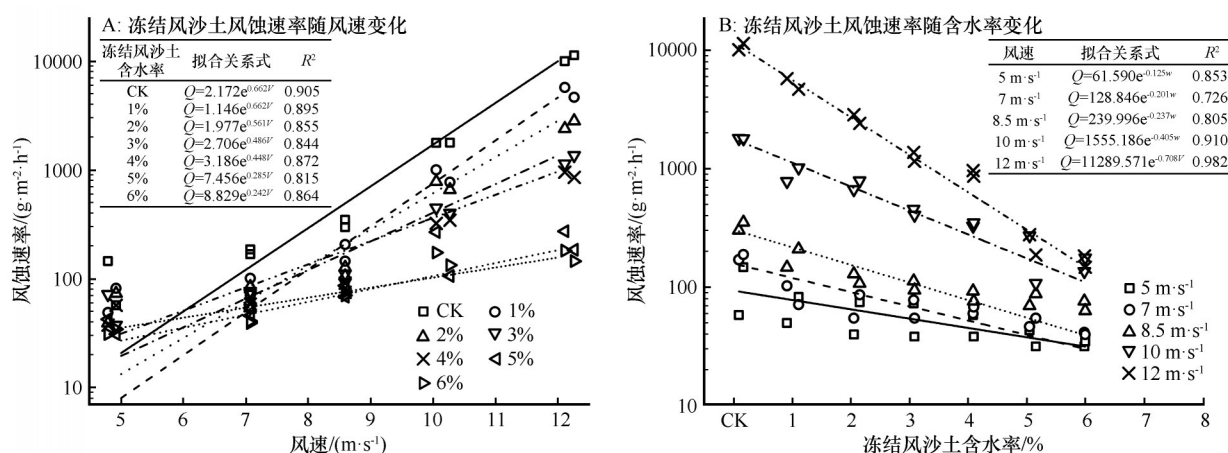 A: 冻结风沙土风蚀速率随风速变化
冻结风沙土含水率 拟合关系式 R²
CK Q=2.172e^0.662V 0.905
1% Q=1.146e^0.662V 0.895
2% Q=1.977e^0.561V 0.855
3% Q=2.706e^0.486V 0.844
4% Q=3.186e^0.448V 0.872
5% Q=7.456e^0.285V 0.815
6% Q=8.829e^0.242V 0.864
10000
1000
100
10
风蚀速率/(g·m⁻²·h⁻¹)
CK 1%
2% 3%
4% 5%
6%
5 6 7 8 9 10 11 12
风速/(m·s⁻¹)
B: 冻结风沙土风蚀速率随含水率变化
风速 拟合关系式 R²
5 m·s⁻¹ Q=61.590e^-0.125w 0.853
7 m·s⁻¹ Q=128.846e^-0.201w 0.726
8.5 m·s⁻¹ Q=239.996e^-0.237w 0.805
10 m·s⁻¹ Q=1555.186e^-0.405w 0.910
12 m·s⁻¹ Q=11289.571e^-0.708V 0.982
10000
1000
100
10
风蚀速率/(g·m⁻²·h⁻¹)
5 m·s⁻¹
7 m·s⁻¹
8.5 m·s⁻¹
10 m·s⁻¹
12 m·s⁻¹
CK 1 2 3 4 5 6 7 8
冻结风沙土含水率/%